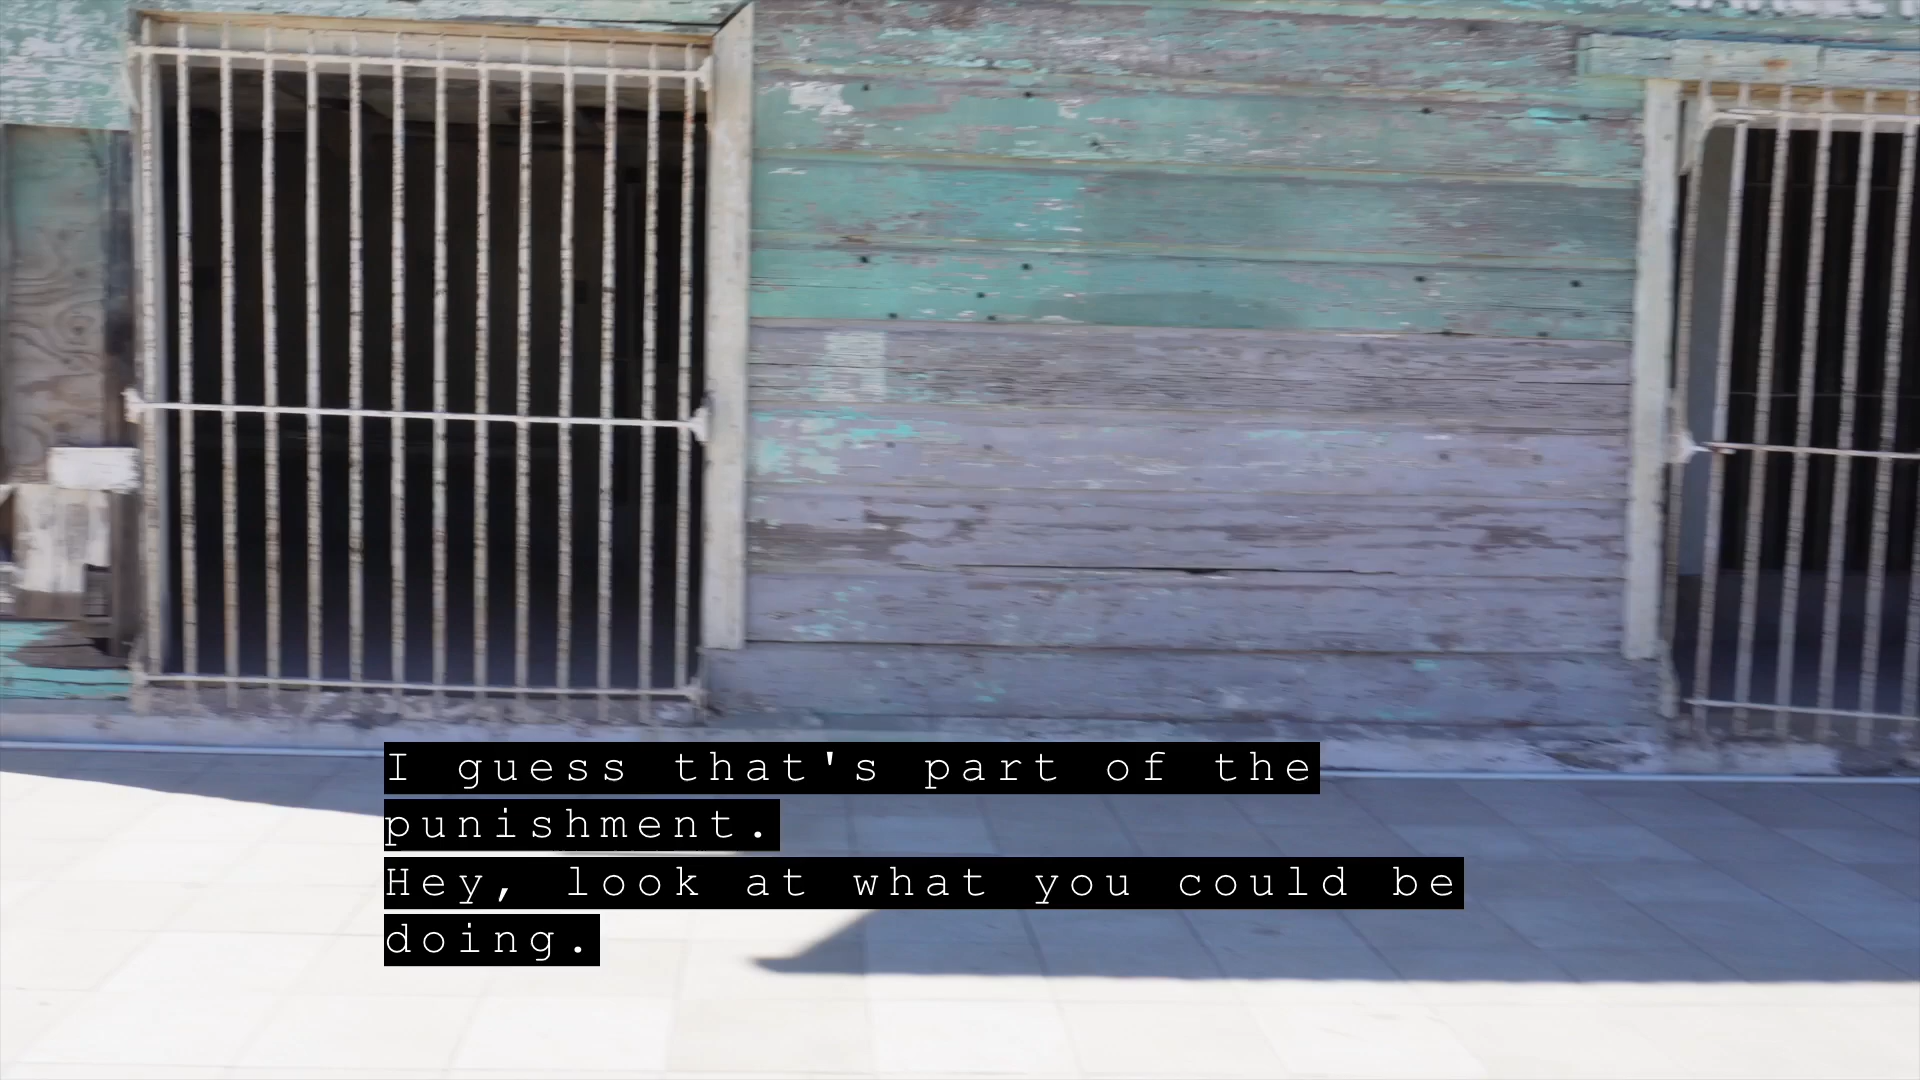 I guess that's part of the
punishment.
Hey, look at what you could be
doing.